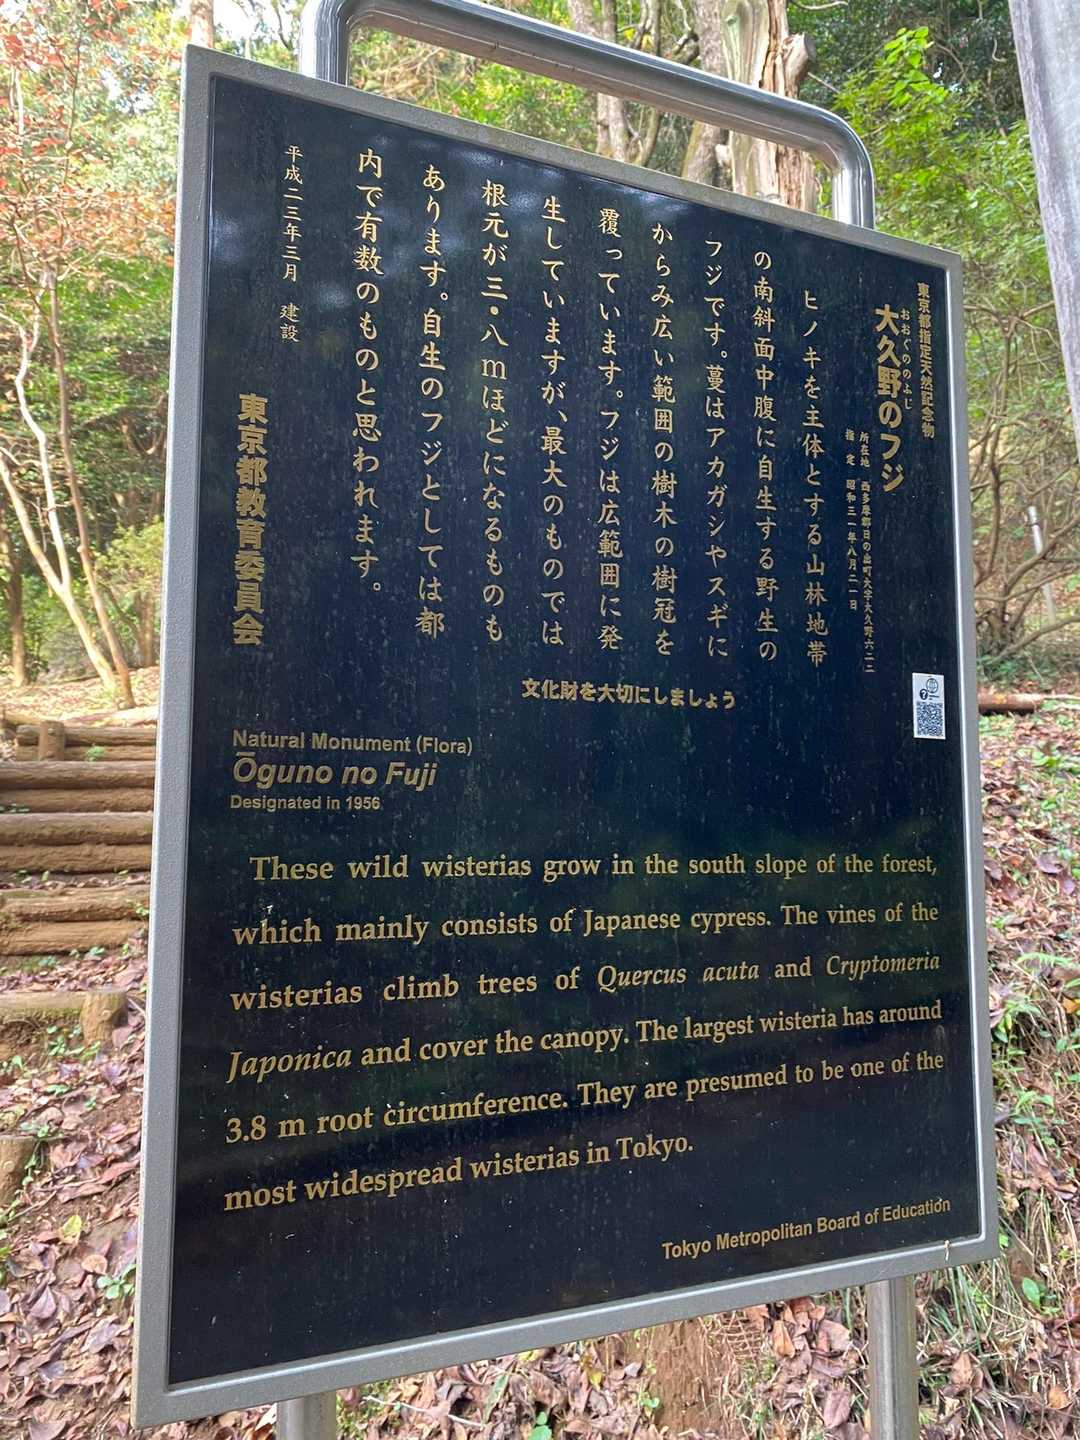 東京都指定天然記念物
おおぐののふじ
大久野のフジ
所在地 西多摩郡日の出町大字大久野六二二
指定 昭和三一年八月二一日
ヒノキを主体とする山林地帯
の南斜面中腹に自生する野生の
フジです。蔓はアカガシやスギに
からみ広い範囲の樹木の樹冠を
覆っています。フジは広範囲に発
生していますが、最大のものでは
根元が三・八mほどになるものも
あります。自生のフジとしては都
内で有数のものと思われます。
平成二三年三月 建設
東京都教育委員会
文化財を大切にしましょう
7
Natural Monument (Flora)
Ōguno no Fuji
Designated in 1956
These wild wisterias grow in the south slope of the forest,
which mainly consists of Japanese cypress. The vines of the
wisterias climb trees of Quercus acuta and Cryptomeria
Japonica and cover the canopy. The largest wisteria has around
3.8 m root circumference. They are presumed to be one of the
most widespread wisterias in Tokyo.
Tokyo Metropolitan Board of Education